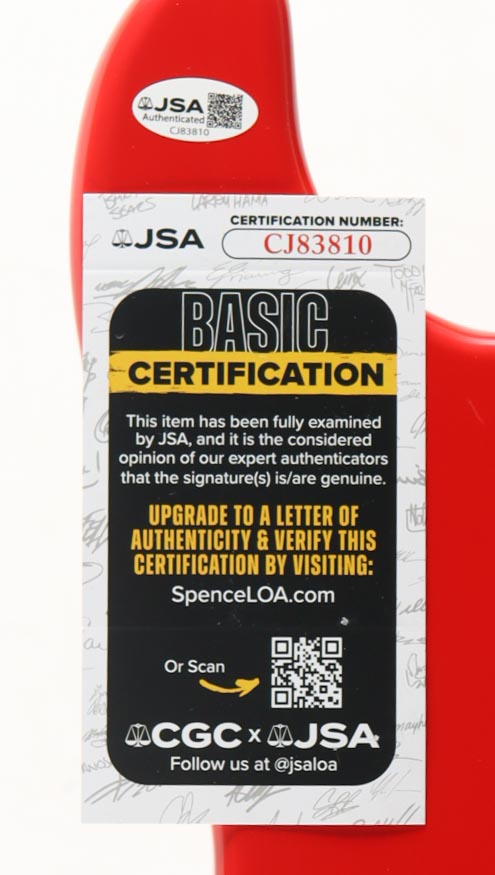 JSA
Authenticated
CJ83810
LARRY HAMA
CERTIFICATION NUMBER:
JSA
CJ83810
BASIC
CERTIFICATION
This item has been fully examined
by JSA, and it is the considered
opinion of our expert authenticators
that the signature(s) is/are genuine.
UPGRADE TO A LETTER OF
AUTHENTICITY & VERIFY THIS
CERTIFICATION BY VISITING:
SpenceLOA.com
Or Scan
CGC x JSA
Follow us at @jsaloa